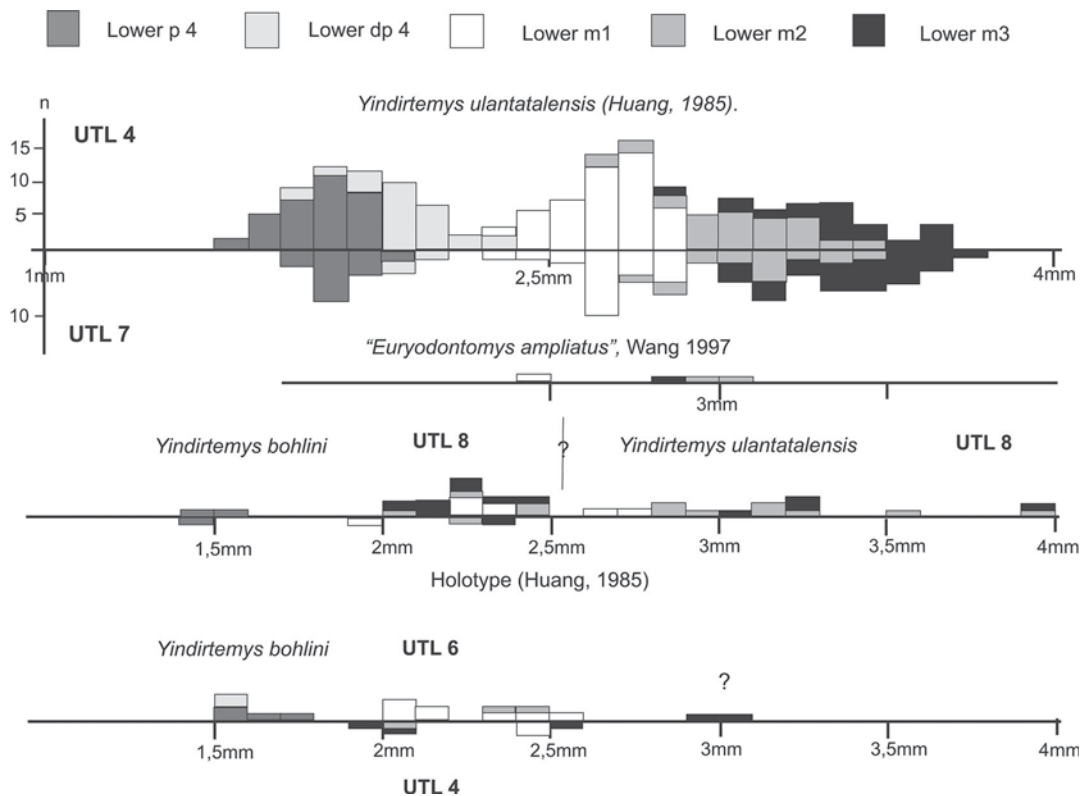 Lower p 4 Lower dp 4 Lower m1 Lower m2 Lower m3
n
Yindirtemys ulantatalensis (Huang, 1985).
UTL 4
15
10
5
1mm 2,5mm 4mm
10
UTL 7
“Euryodontomys ampliatus”, Wang 1997
3mm
Yindirtemys bohlini UTL 8 ? Yindirtemys ulantatalensis UTL 8
1,5mm 2mm 2,5mm 3mm 3,5mm 4mm
Holotype (Huang, 1985)
Yindirtemys bohlini UTL 6
?
1,5mm 2mm 2,5mm 3mm 3,5mm 4mm
UTL 4